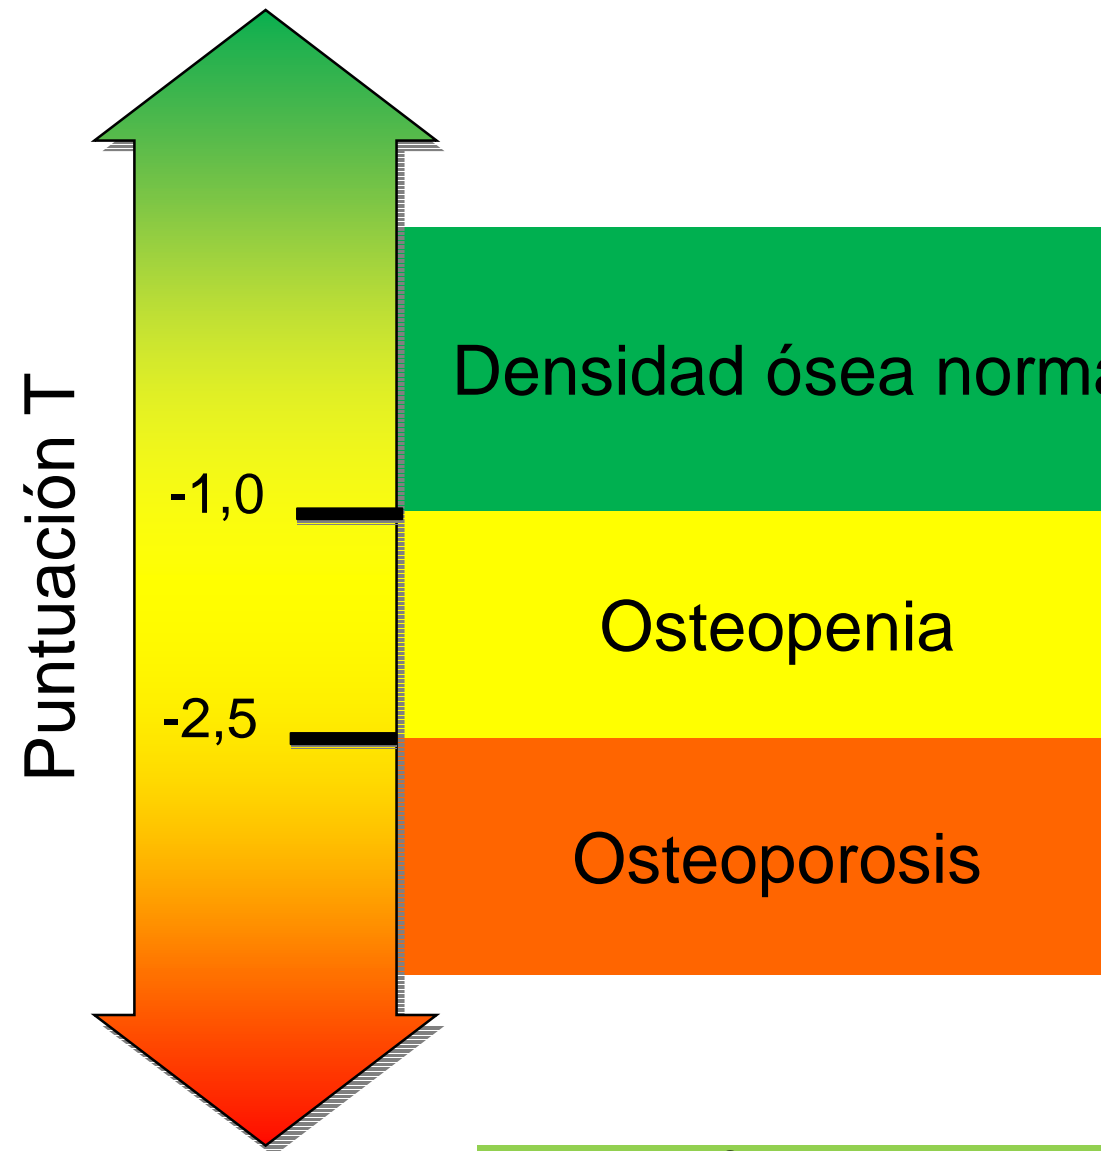 Puntuación T
Densidad ósea norma
-1,0
Osteopenia
-2,5
Osteoporosis